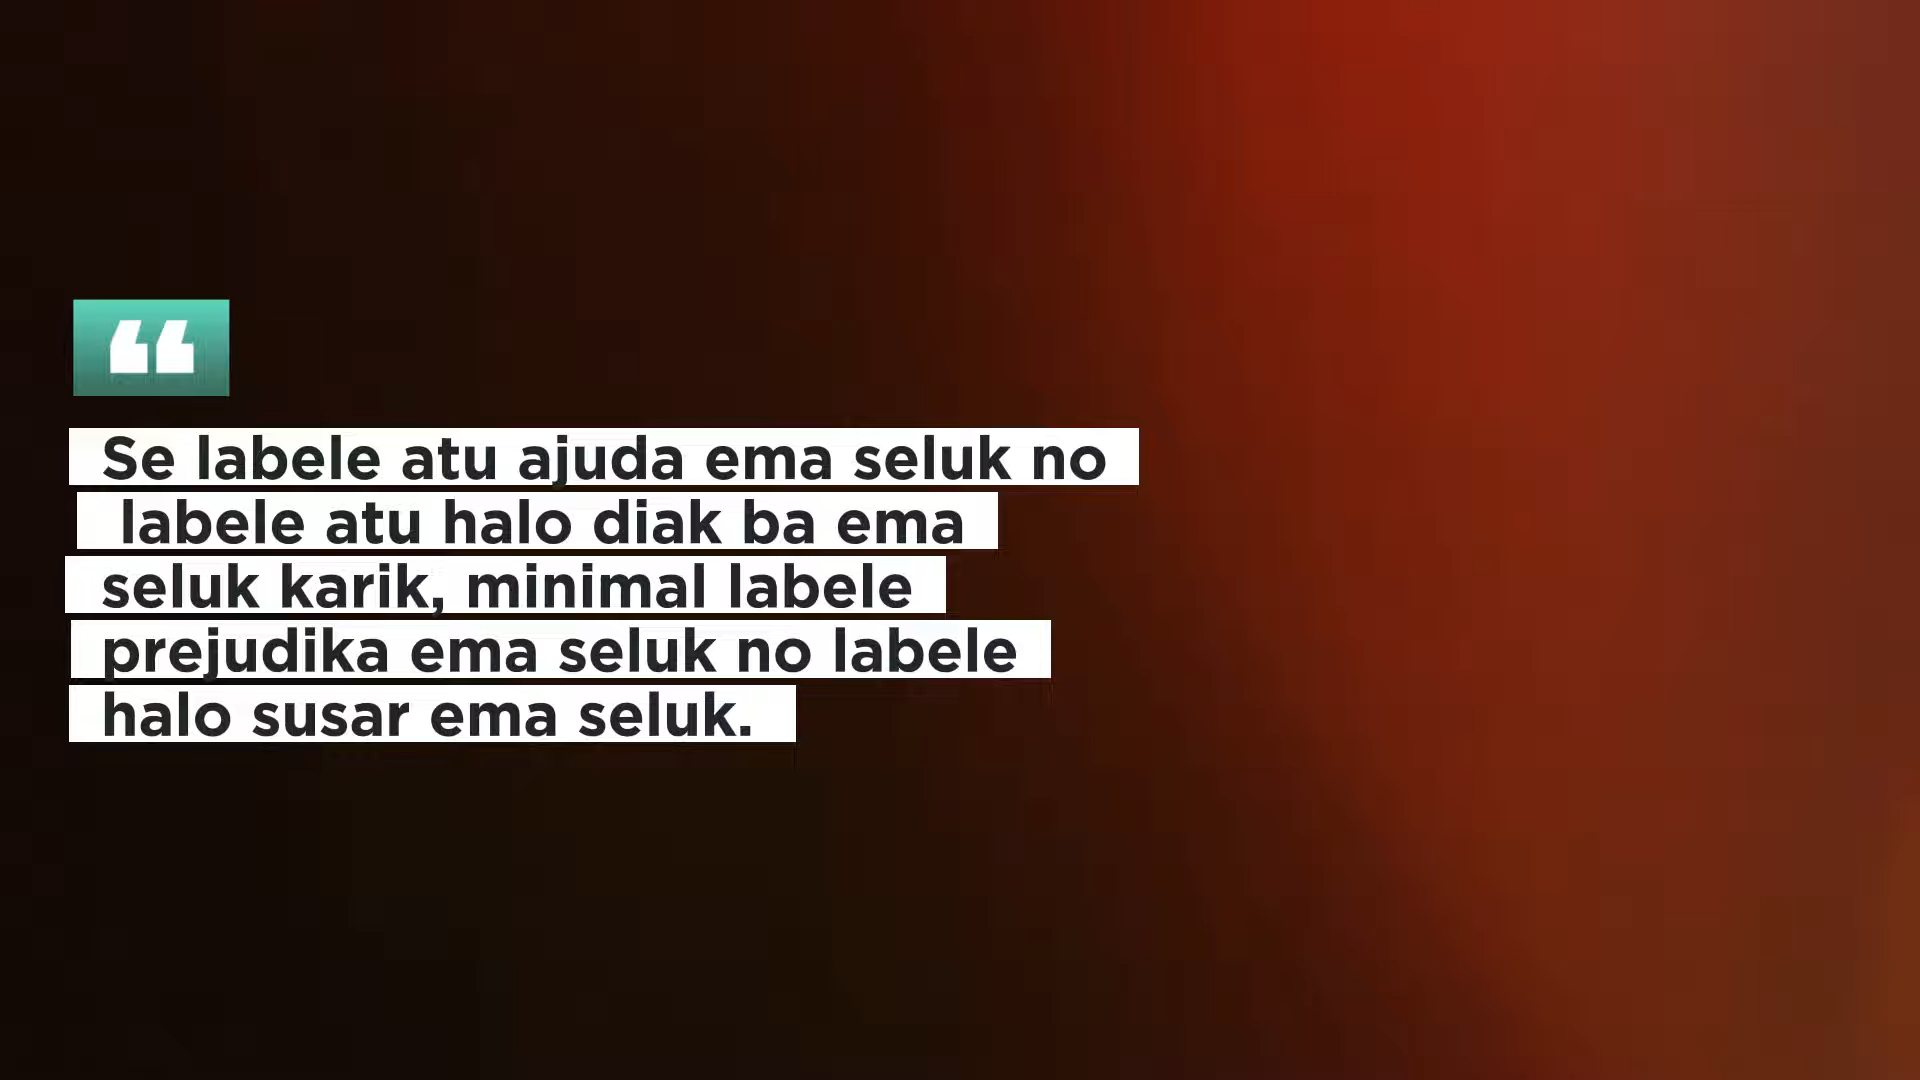 “
Se labele atu ajuda ema seluk no
labele atu halo diak ba ema
seluk karik, minimal labele
prejudika ema seluk no labele
halo susar ema seluk.